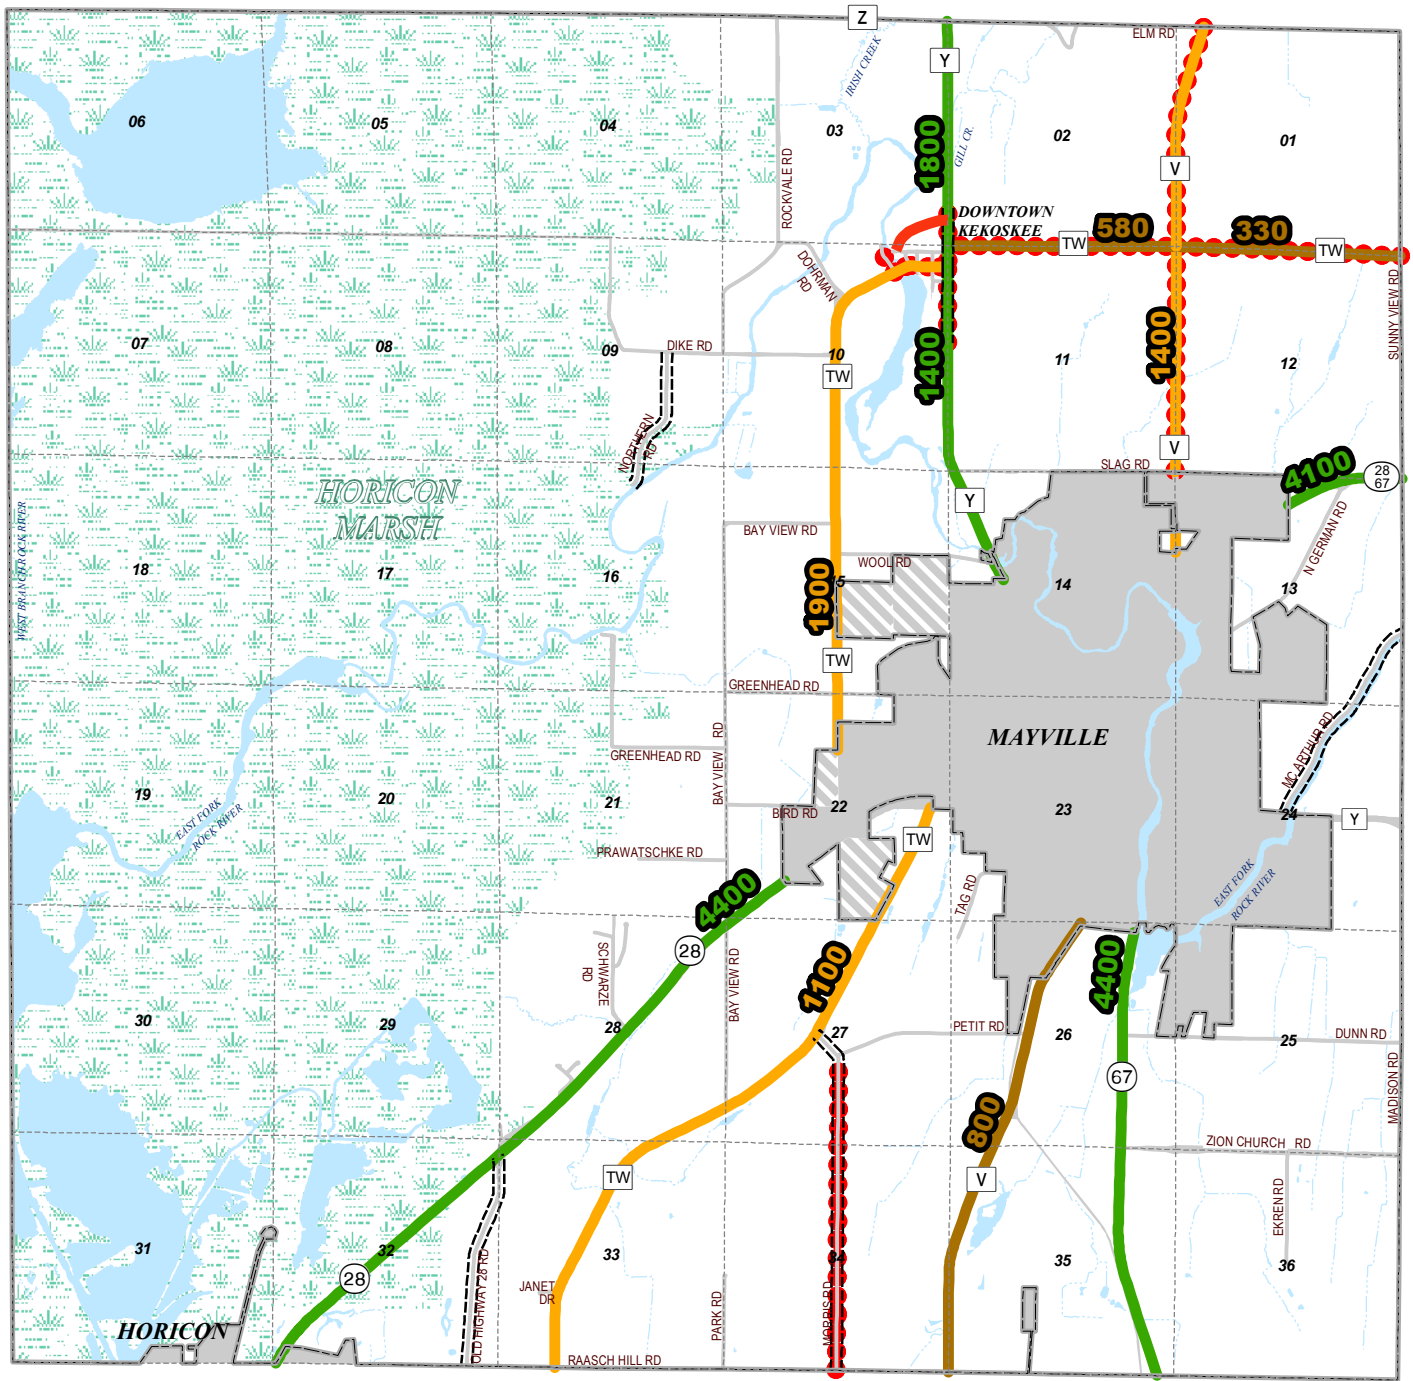 Z
ELM RD
Y
IRISH CREEK
06
05
04
03
02
01
1800
GILL CR.
V
ROCKVALE RD
DOWNTOWN
KEKOSKEE
580
330
TW
TW
DOHRMAN
RD
SUNNY VIEW RD
07
08
09
DIKE RD
10
1400
11
1400
12
TW
NORTHERN
RD
V
SLAG RD
4100
28
67
HORICON
MARSH
Y
WEST BRANCH ROCK RIVER
BAY VIEW RD
N GERMAN RD
WOOL RD
18
17
16
15
14
13
1900
TW
GREENHEAD RD
MAYVILLE
GREENHEAD RD
BAY VIEW RD
MC ARTHUR RD
19
20
21
22
23
24
BIRD RD
Y
EAST FORK
ROCK RIVER
TW
PRAWATSCHKE RD
4400
TAG RD
EAST FORK
ROCK RIVER
28
SCHWARZE
RD
BAY VIEW RD
1100
4400
30
29
28
27
PETIT RD
26
25
DUNN RD
67
MADISON RD
800
ZION CHURCH RD
TW
V
EKREN RD
31
32
33
34
35
36
28
OLD HIGHWAY 28 RD
JANET
DR
PARK RD
MORRIS RD
HORICON
RAASCH HILL RD